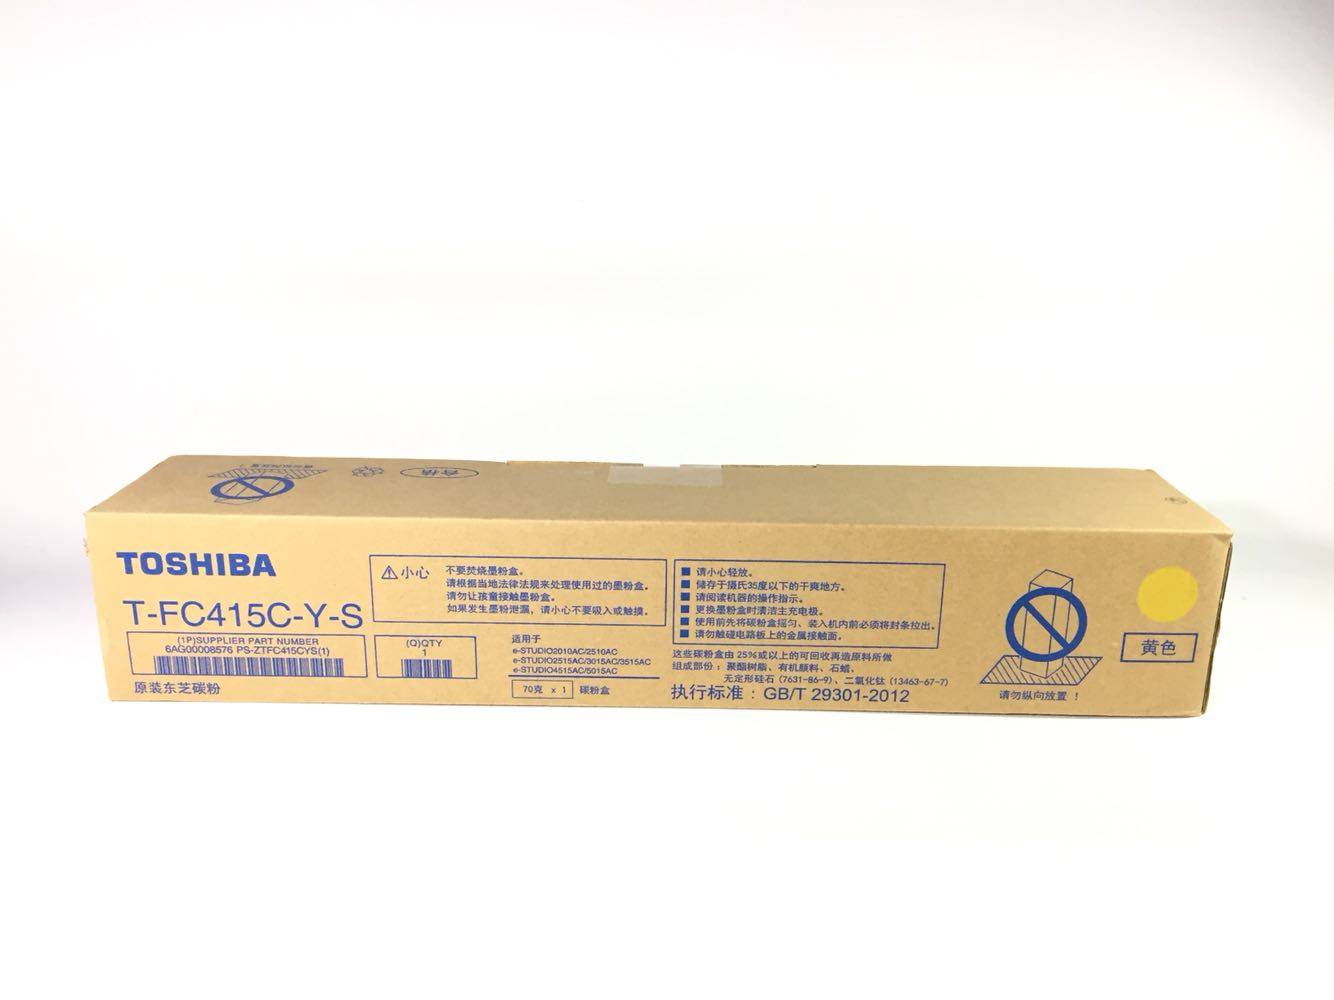 请勿纵向放置！
合格
TOSHIBA
T-FC415C-Y-S
(1P)SUPPLIER PART NUMBER
6AG00008576 PS-ZTFC415CYS(1)
原装东芝碳粉
(Q)QTY
1
小心
不要焚烧墨粉盒。
请根据当地法律法规来处理使用过的墨粉盒。
请勿让孩童接触墨粉盒。
如果发生墨粉泄漏，请小心不要吸入或触摸。
适用于
e-STUDIO2010AC/2510AC
e-STUDIO2515AC/3015AC/3515AC
e-STUDIO4515AC/5015AC
70克 x 1 碳粉盒
■ 请小心轻放。
■ 储存于摄氏35度以下的干爽地方。
■ 请阅读机器的操作指示。
■ 更换墨粉盒时清洁主充电极。
■ 使用前先将碳粉盒摇匀、装入机内前必须将封条拉出。
■ 请勿触碰电路板上的金属接触面。
这些碳粉盒由 25%或以上的可回收再造原料所做
组成部份：聚酯树脂、有机颜料、石蜡、
无定形硅石 (7631-86-9)、二氧化钛 (13463-67-7)
执行标准：GB/T 29301-2012
请勿纵向放置！
黄色